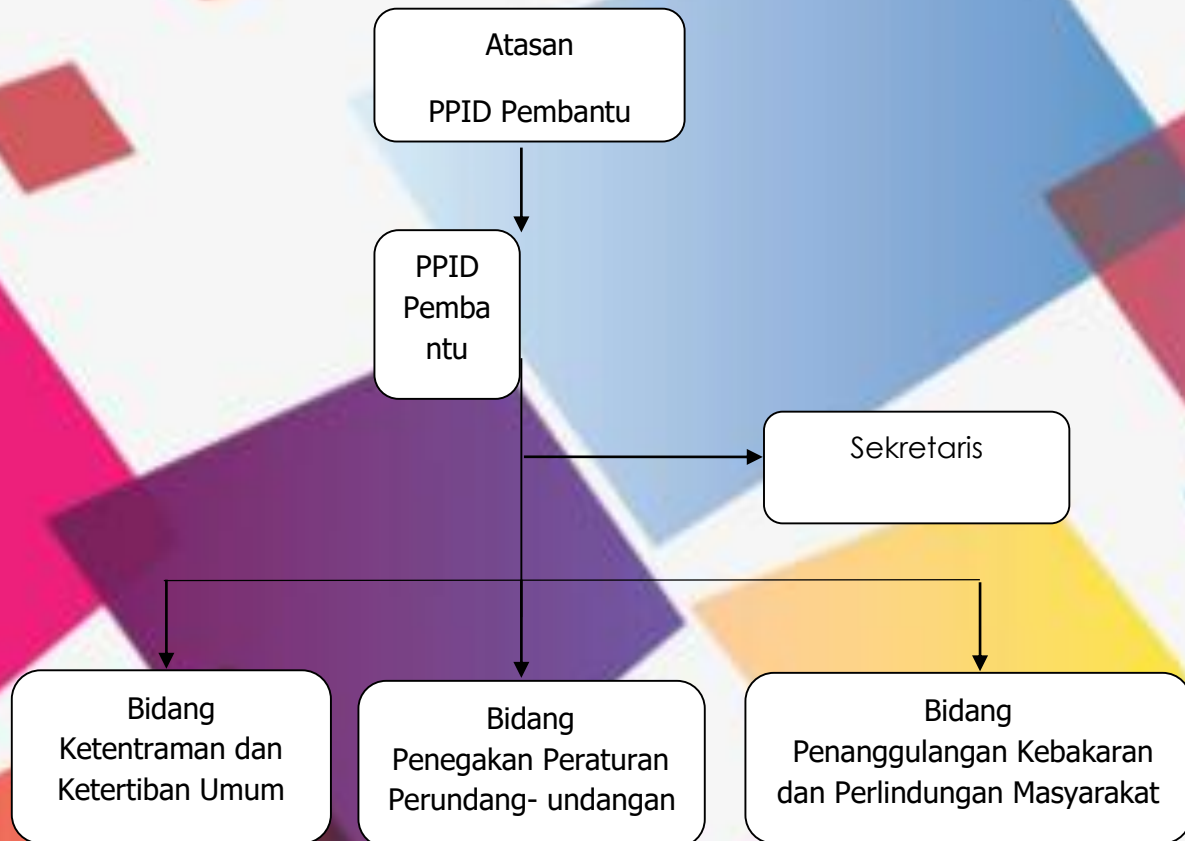 Atasan
PPID Pembantu
PPID
Pemba
ntu
Sekretaris
Bidang
Ketentraman dan
Ketertiban Umum
Bidang
Penegakan Peraturan
Perundang- undangan
Bidang
Penanggulangan Kebakaran
dan Perlindungan Masyarakat